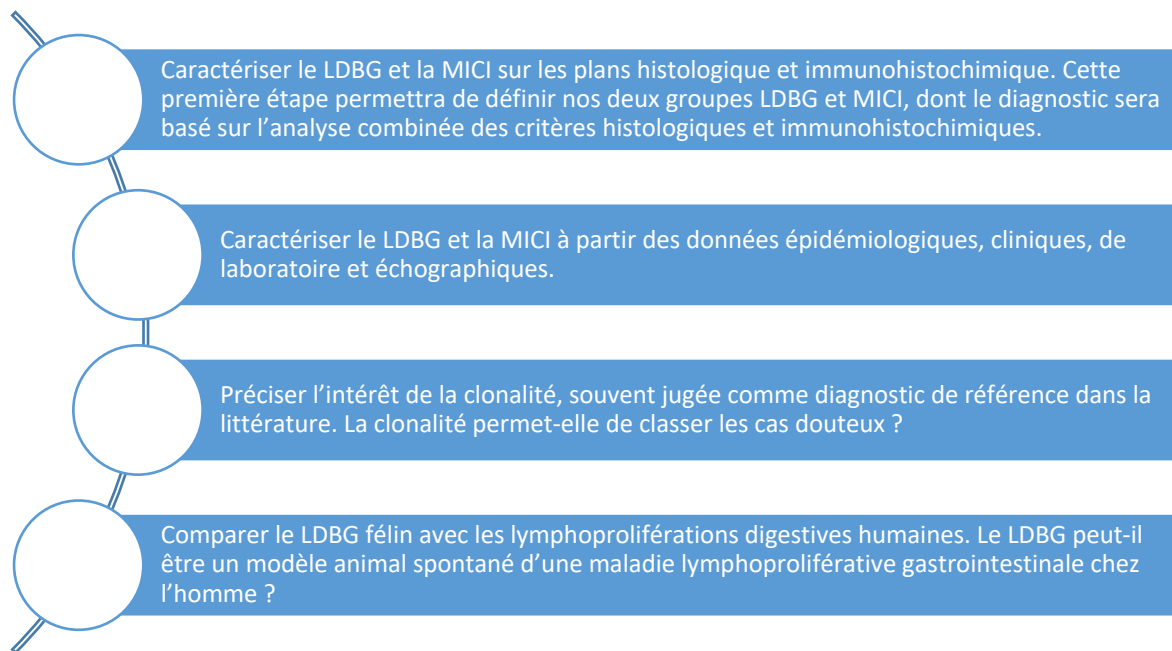 Caractériser le LDBG et la MICI sur les plans histologique et immunohistochimique. Cette
première étape permettra de définir nos deux groupes LDBG et MICI, dont le diagnostic sera
basé sur l’analyse combinée des critères histologiques et immunohistochimiques.
Caractériser le LDBG et la MICI à partir des données épidémiologiques, cliniques, de
laboratoire et échographiques.
Préciser l’intérêt de la clonalité, souvent jugée comme diagnostic de référence dans la
littérature. La clonalité permet-elle de classer les cas douteux ?
Comparer le LDBG félin avec les lymphoproliférations digestives humaines. Le LDBG peut-il
être un modèle animal spontané d’une maladie lymphoproliférative gastrointestinale chez
l’homme ?